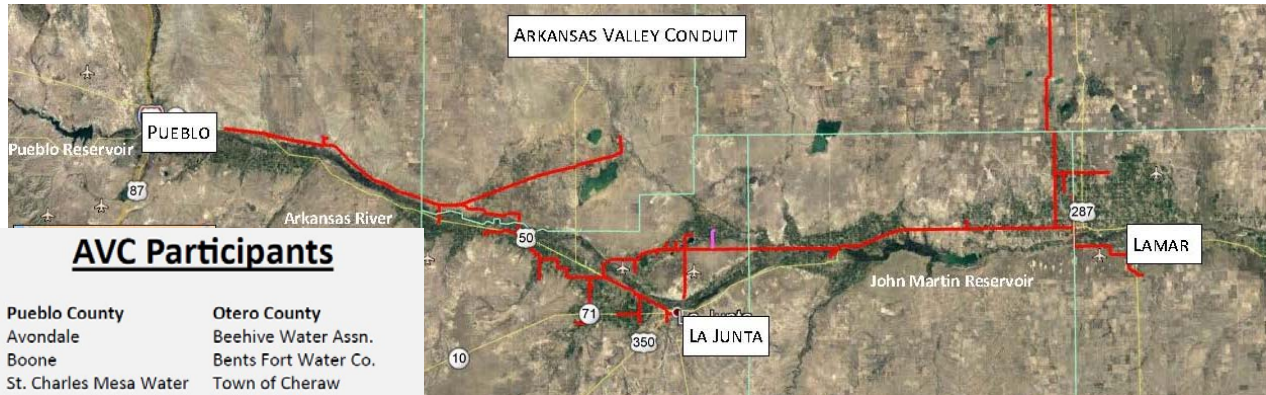 ARKANSAS VALLEY CONDUIT
PUEBLO
Pueblo Reservoir
87
Arkansas River
50
287
LAMAR
John Martin Reservoir
71
LA JUNTA
350
10
AVC Participants
Pueblo County
Avondale
Boone
St. Charles Mesa Water
Otero County
Beehive Water Assn.
Bents Fort Water Co.
Town of Cheraw